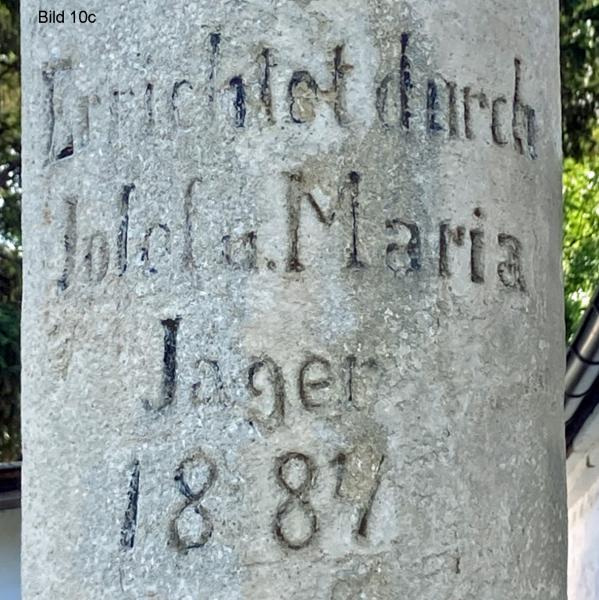 Bild 10c
Errichtet durch
Joſef u. Maria
Jager
1887